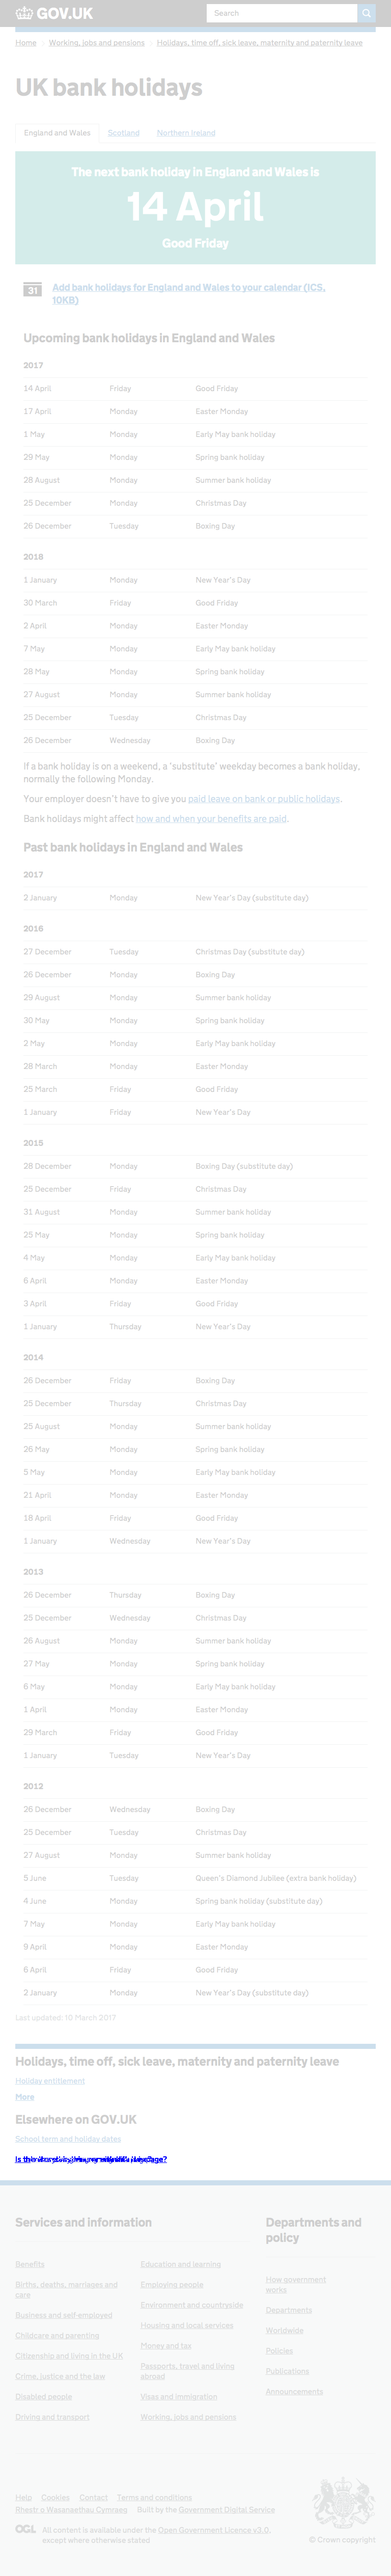 GOV.UK
Search
Home
Working, jobs and pensions
Holidays, time off, sick leave, maternity and paternity leave
UK bank holidays
England and Wales
Scotland
Northern Ireland
The next bank holiday in England and Wales is
14 April
Good Friday
31
Add bank holidays for England and Wales to your calendar (ICS,
10KB)
Upcoming bank holidays in England and Wales
2017
14 April Friday Good Friday
17 April Monday Easter Monday
1 May Monday Early May bank holiday
29 May Monday Spring bank holiday
28 August Monday Summer bank holiday
25 December Monday Christmas Day
26 December Tuesday Boxing Day
2018
1 January Monday New Year's Day
30 March Friday Good Friday
2 April Monday Easter Monday
7 May Monday Early May bank holiday
28 May Monday Spring bank holiday
27 August Monday Summer bank holiday
25 December Tuesday Christmas Day
26 December Wednesday Boxing Day
If a bank holiday is on a weekend, a 'substitute' weekday becomes a bank holiday,
normally the following Monday.
Your employer doesn't have to give you paid leave on bank or public holidays.
Bank holidays might affect how and when your benefits are paid.
Past bank holidays in England and Wales
2017
2 January Monday New Year's Day (substitute day)
2016
27 December Tuesday Christmas Day (substitute day)
26 December Monday Boxing Day
29 August Monday Summer bank holiday
30 May Monday Spring bank holiday
2 May Monday Early May bank holiday
28 March Monday Easter Monday
25 March Friday Good Friday
1 January Friday New Year's Day
2015
28 December Monday Boxing Day (substitute day)
25 December Friday Christmas Day
31 August Monday Summer bank holiday
25 May Monday Spring bank holiday
4 May Monday Early May bank holiday
6 April Monday Easter Monday
3 April Friday Good Friday
1 January Thursday New Year's Day
2014
26 December Friday Boxing Day
25 December Thursday Christmas Day
25 August Monday Summer bank holiday
26 May Monday Spring bank holiday
5 May Monday Early May bank holiday
21 April Monday Easter Monday
18 April Friday Good Friday
1 January Wednesday New Year's Day
2013
26 December Thursday Boxing Day
25 December Wednesday Christmas Day
26 August Monday Summer bank holiday
27 May Monday Spring bank holiday
6 May Monday Early May bank holiday
1 April Monday Easter Monday
29 March Friday Good Friday
1 January Tuesday New Year's Day
2012
26 December Wednesday Boxing Day
25 December Tuesday Christmas Day
27 August Monday Summer bank holiday
5 June Tuesday Queen's Diamond Jubilee (extra bank holiday)
4 June Monday Spring bank holiday (substitute day)
7 May Monday Early May bank holiday
9 April Monday Easter Monday
6 April Friday Good Friday
2 January Monday New Year's Day (substitute day)
Last updated: 10 March 2017
Holidays, time off, sick leave, maternity and paternity leave
Holiday entitlement
More
Elsewhere on GOV.UK
School term and holiday dates
Services and information
Departments and
policy
Benefits
Births, deaths, marriages and
care
Business and self-employed
Childcare and parenting
Citizenship and living in the UK
Crime, justice and the law
Disabled people
Driving and transport
Education and learning
Employing people
Environment and countryside
Housing and local services
Money and tax
Passports, travel and living
abroad
Visas and immigration
Working, jobs and pensions
How government
works
Departments
Worldwide
Policies
Publications
Announcements
Help Cookies Contact Terms and conditions
Rhestr o Wasanaethau Cymraeg Built by the Government Digital Service
OGL All content is available under the Open Government Licence v3.0,
except where otherwise stated
© Crown copyright